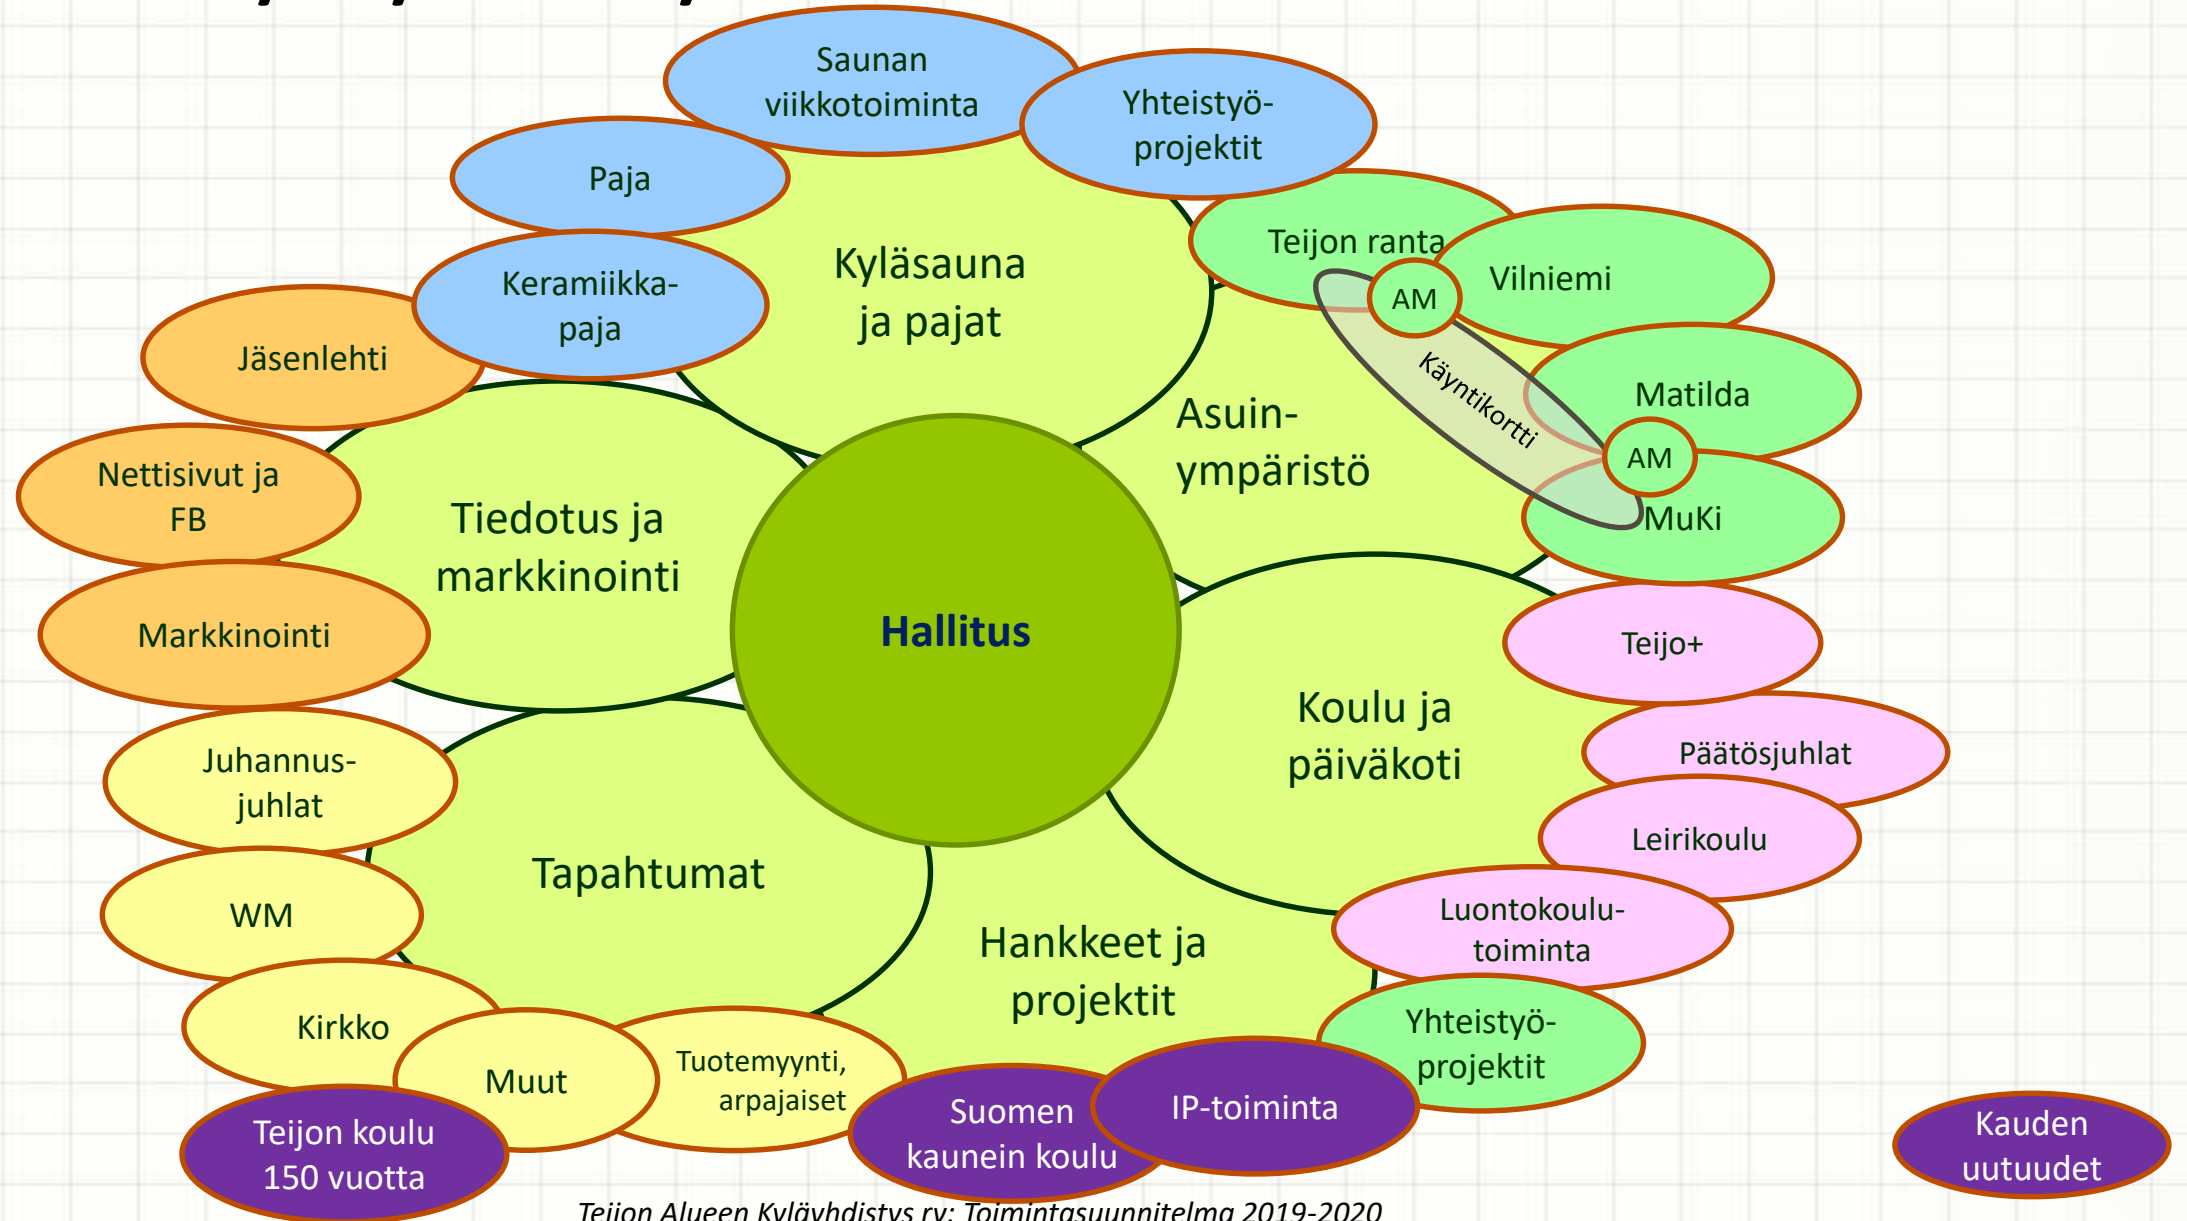 Saunan
viikkotoiminta
Yhteistyö-
projektit
Paja
Keramiikka-
paja
Kyläsauna
ja pajat
Teijon ranta
AM
Vilniemi
Käyntikortti
Matilda
AM
MuKi
Asuin-
ympäristö
Jäsenlehti
Nettisivut ja
FB
Markkinointi
Tiedotus ja
markkinointi
Hallitus
Teijo+
Päätösjuhlat
Leirikoulu
Luontokoulu-
toiminta
Koulu ja
päiväkoti
Juhannus-
juhlat
WM
Kirkko
Muut
Tuotemyynti,
arpajaiset
Tapahtumat
Teijon koulu
150 vuotta
Hankkeet ja
projektit
Yhteistyö-
projektit
Suomen
kaunein koulu
IP-toiminta
Kauden
uutuudet
Teijon Alueen Kyläyhdistys ry: Toimintasuunnitelma 2019-2020